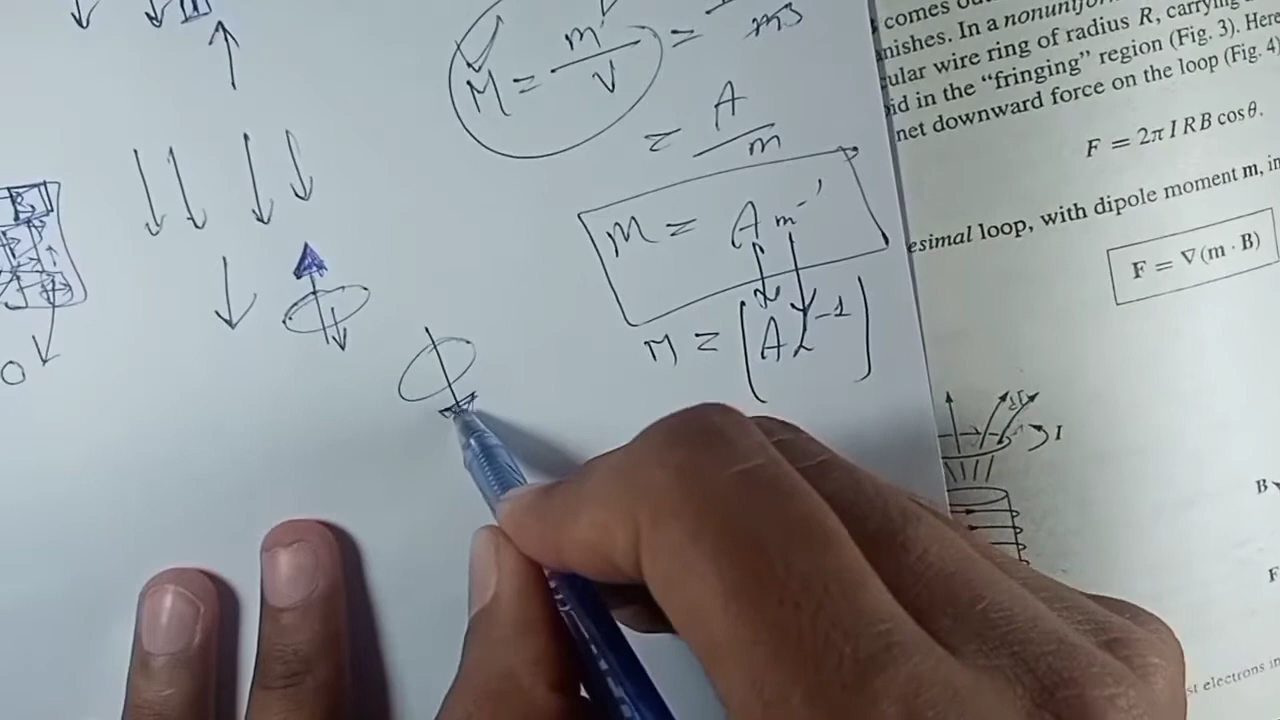 M = m / V =
m3
= A / m
M = A m⁻¹
M = [A L⁻¹]
O
comes
nishes. In a nonuniform
ular wire ring of radius R, carrying
id in the "fringing" region (Fig. 3). Here
net downward force on the loop (Fig. 4)
F = 2π I R B cos θ.
esimal loop, with dipole moment m, in
F = ∇(m · B)
I
B
F
st electrons in